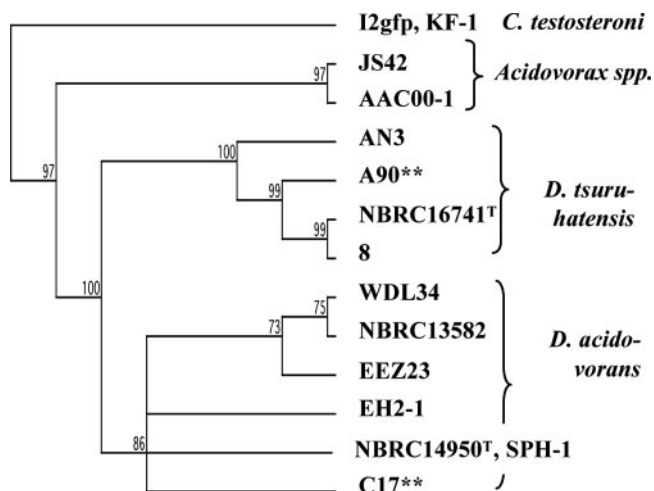 I2gfp, KF-1 C. testosteroni
JS42
97
Acidovorax spp.
AAC00-1
AN3
100
97
A90**
99
D. tsuru-
hatensis
NBRC16741ᵀ
99
8
100
WDL34
75
NBRC13582
73
D. acido-
vorans
EEZ23
EH2-1
86
NBRC14950ᵀ, SPH-1
C17**